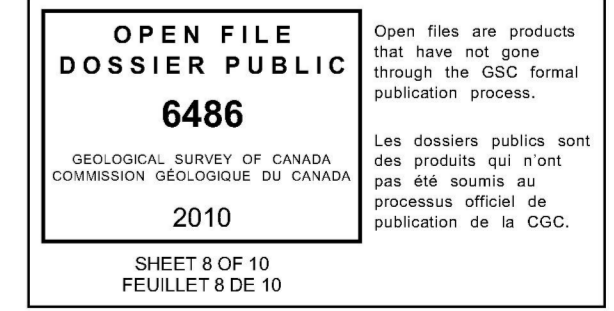 OPEN FILE
DOSSIER PUBLIC
6486
GEOLOGICAL SURVEY OF CANADA
COMMISSION GÉOLOGIQUE DU CANADA
2010
SHEET 8 OF 10
FEUILLET 8 DE 10
Open files are products
that have not gone
through the GSC formal
publication process.
Les dossiers publics sont
des produits qui n'ont
pas été soumis au
processus officiel de
publication de la CGC.